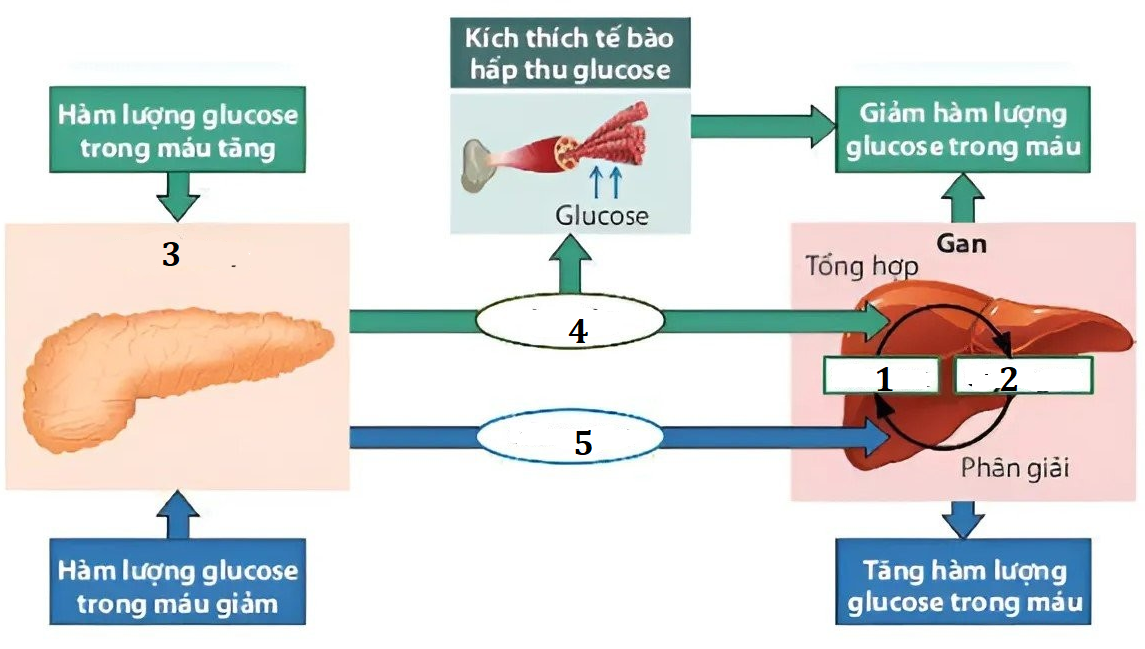 Kích thích tế bào
hấp thu glucose
Hàm lượng glucose
trong máu tăng
Giảm hàm lượng
glucose trong máu
Glucose
3
Gan
Tổng hợp
4
1
2
5
Phân giải
Hàm lượng glucose
trong máu giảm
Tăng hàm lượng
glucose trong máu